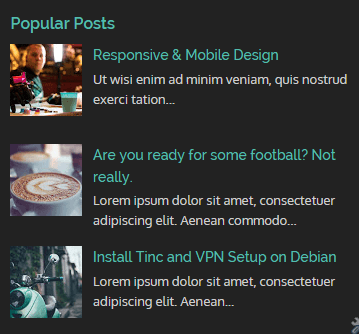 Popular Posts
Responsive & Mobile Design
Ut wisi enim ad minim veniam, quis nostrud
exerci tation...
Are you ready for some football? Not
really.
Lorem ipsum dolor sit amet, consectetuer
adipiscing elit. Aenean commodo...
Install Tinc and VPN Setup on Debian
Lorem ipsum dolor sit amet, consectetuer
adipiscing elit. Aenean...